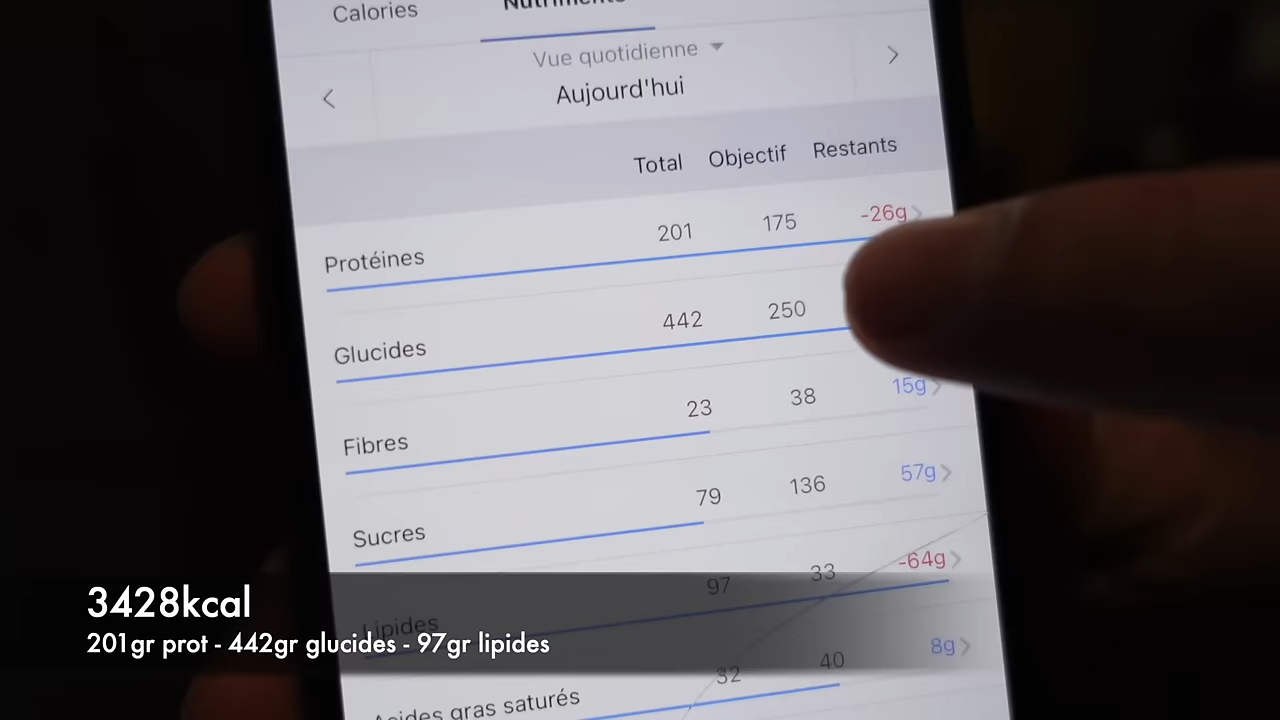 Calories Nutriments
Vue quotidienne
Aujourd'hui
Total Objectif Restants
Protéines 201 175 -26g
Glucides 442 250
Fibres 23 38 15g
Sucres 79 136 57g
Lipides 97 33 -64g
Acides gras saturés 32 40 8g
3428kcal
201gr prot - 442gr glucides - 97gr lipides